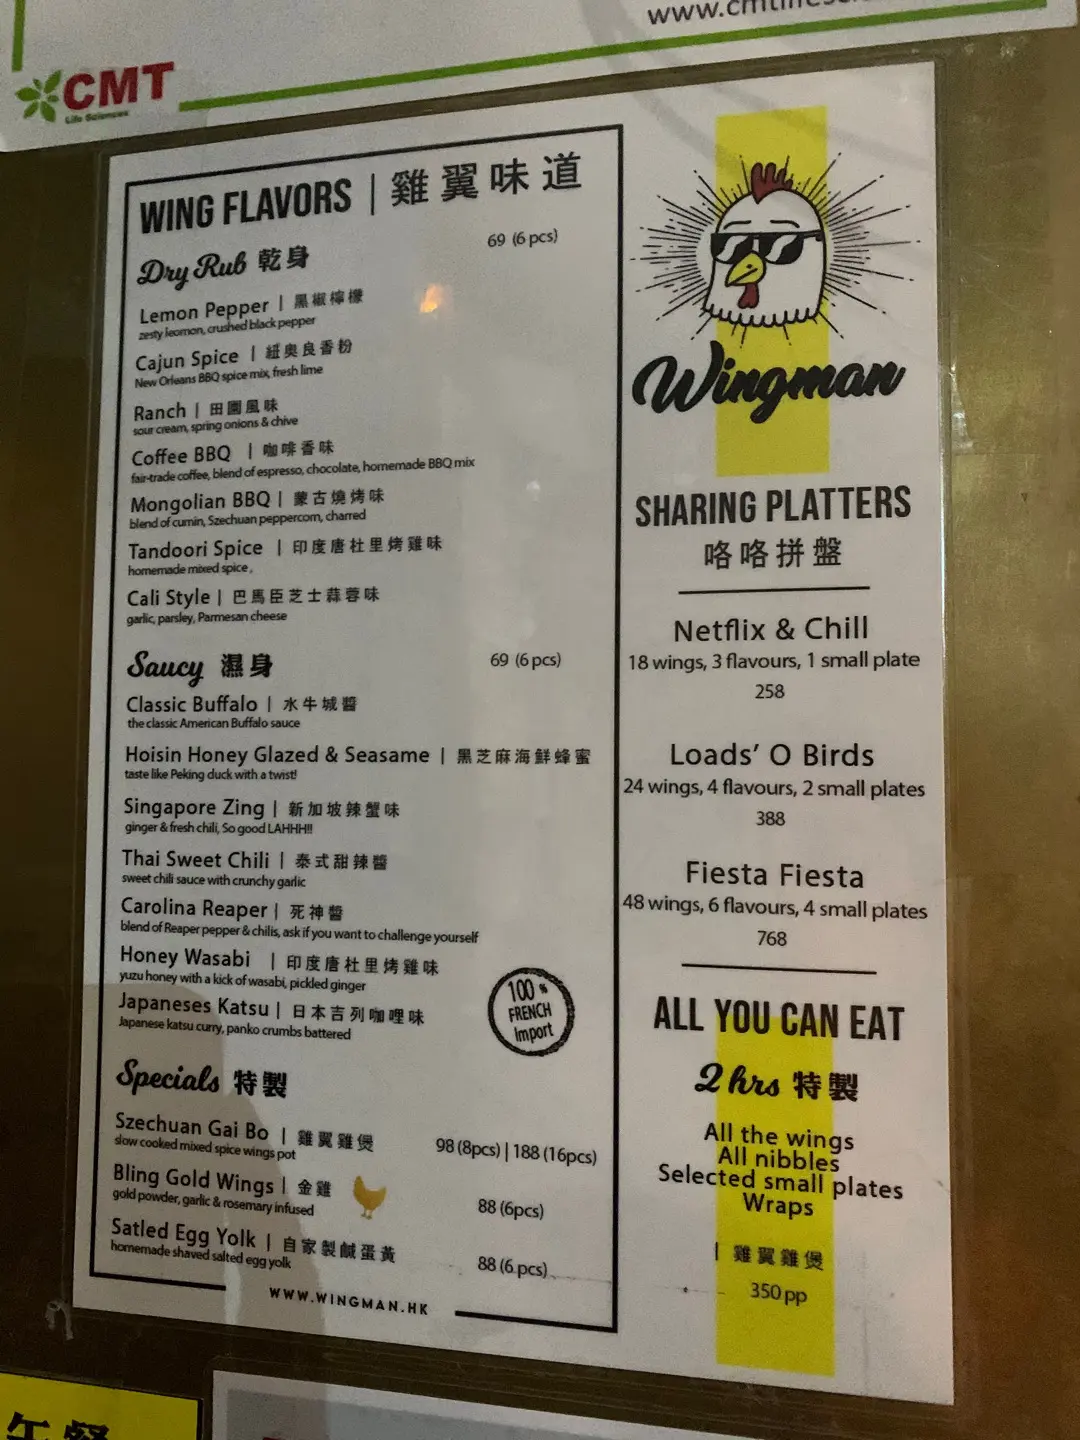 CMT
Life Sciences
WING FLAVORS | 雞翼味道
Dry Rub 乾身
69 (6 pcs)
Lemon Pepper | 黑椒檸檬
zesty leomon, crushed black pepper
Cajun Spice | 紐奧良香粉
New Orleans BBQ spice mix, fresh lime
Ranch | 田園風味
sour cream, spring onions & chive
Coffee BBQ | 咖啡香味
fair-trade coffee, blend of espresso, chocolate, homemade BBQ mix
Mongolian BBQ | 蒙古燒烤味
blend of cumin, Szechuan peppercorn, charred
Tandoori Spice | 印度唐杜里烤雞味
homemade mixed spice ,
Cali Style | 巴馬臣芝士蒜蓉味
garlic, parsley, Parmesan cheese
Saucy 濕身
69 (6 pcs)
Classic Buffalo | 水牛城醬
the classic American Buffalo sauce
Hoisin Honey Glazed & Seasame | 黑芝麻海鮮蜂蜜
taste like Peking duck with a twist!
Singapore Zing | 新加坡辣蟹味
ginger & fresh chili, So good LAHHH!!
Thai Sweet Chili | 泰式甜辣醬
sweet chili sauce with crunchy garlic
Carolina Reaper | 死神醬
blend of Reaper pepper & chilis, ask if you want to challenge yourself
Honey Wasabi | 印度唐杜里烤雞味
yuzu honey with a kick of wasabi, pickled ginger
Japaneses Katsu | 日本吉列咖喱味
Japanese katsu curry, panko crumbs battered
100 %
FRENCH
Import
Specials 特製
Szechuan Gai Bo | 雞翼雞煲
slow cooked mixed spice wings pot
98 (8pcs) | 188 (16pcs)
Bling Gold Wings | 金雞
gold powder, garlic & rosemary infused
88 (6pcs)
Satled Egg Yolk | 自家製鹹蛋黃
homemade shaved salted egg yolk
88 (6 pcs)
WWW.WINGMAN.HK
Wingman
SHARING PLATTERS
咯咯拼盤
Netflix & Chill
18 wings, 3 flavours, 1 small plate
258
Loads' O Birds
24 wings, 4 flavours, 2 small plates
388
Fiesta Fiesta
48 wings, 6 flavours, 4 small plates
768
ALL YOU CAN EAT
2 hrs 特製
All the wings
All nibbles
Selected small plates
Wraps
| 雞翼雞煲
350 pp
午餐